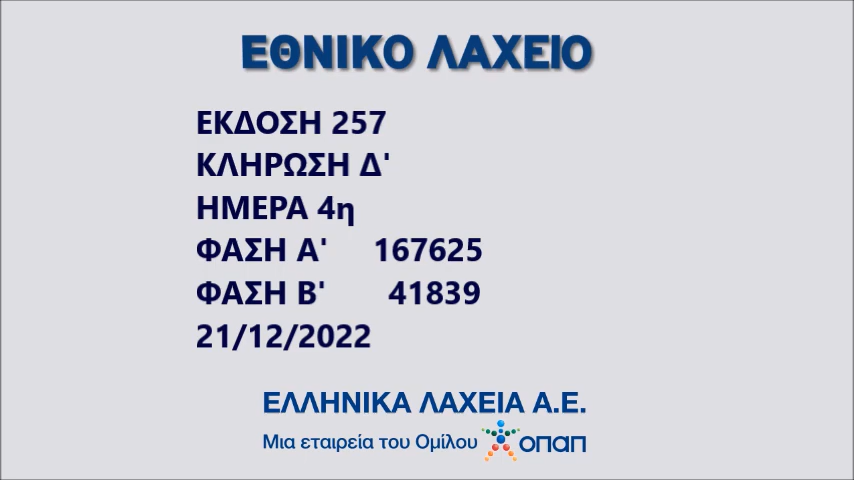 ΕΘΝΙΚΟ ΛΑΧΕΙΟ
ΕΚΔΟΣΗ 257
ΚΛΗΡΩΣΗ Δ'
ΗΜΕΡΑ 4η
ΦΑΣΗ Α' 167625
ΦΑΣΗ Β' 41839
21/12/2022
ΕΛΛΗΝΙΚΑ ΛΑΧΕΙΑ Α.Ε.
Μια εταιρεία του Ομίλου οπαπ